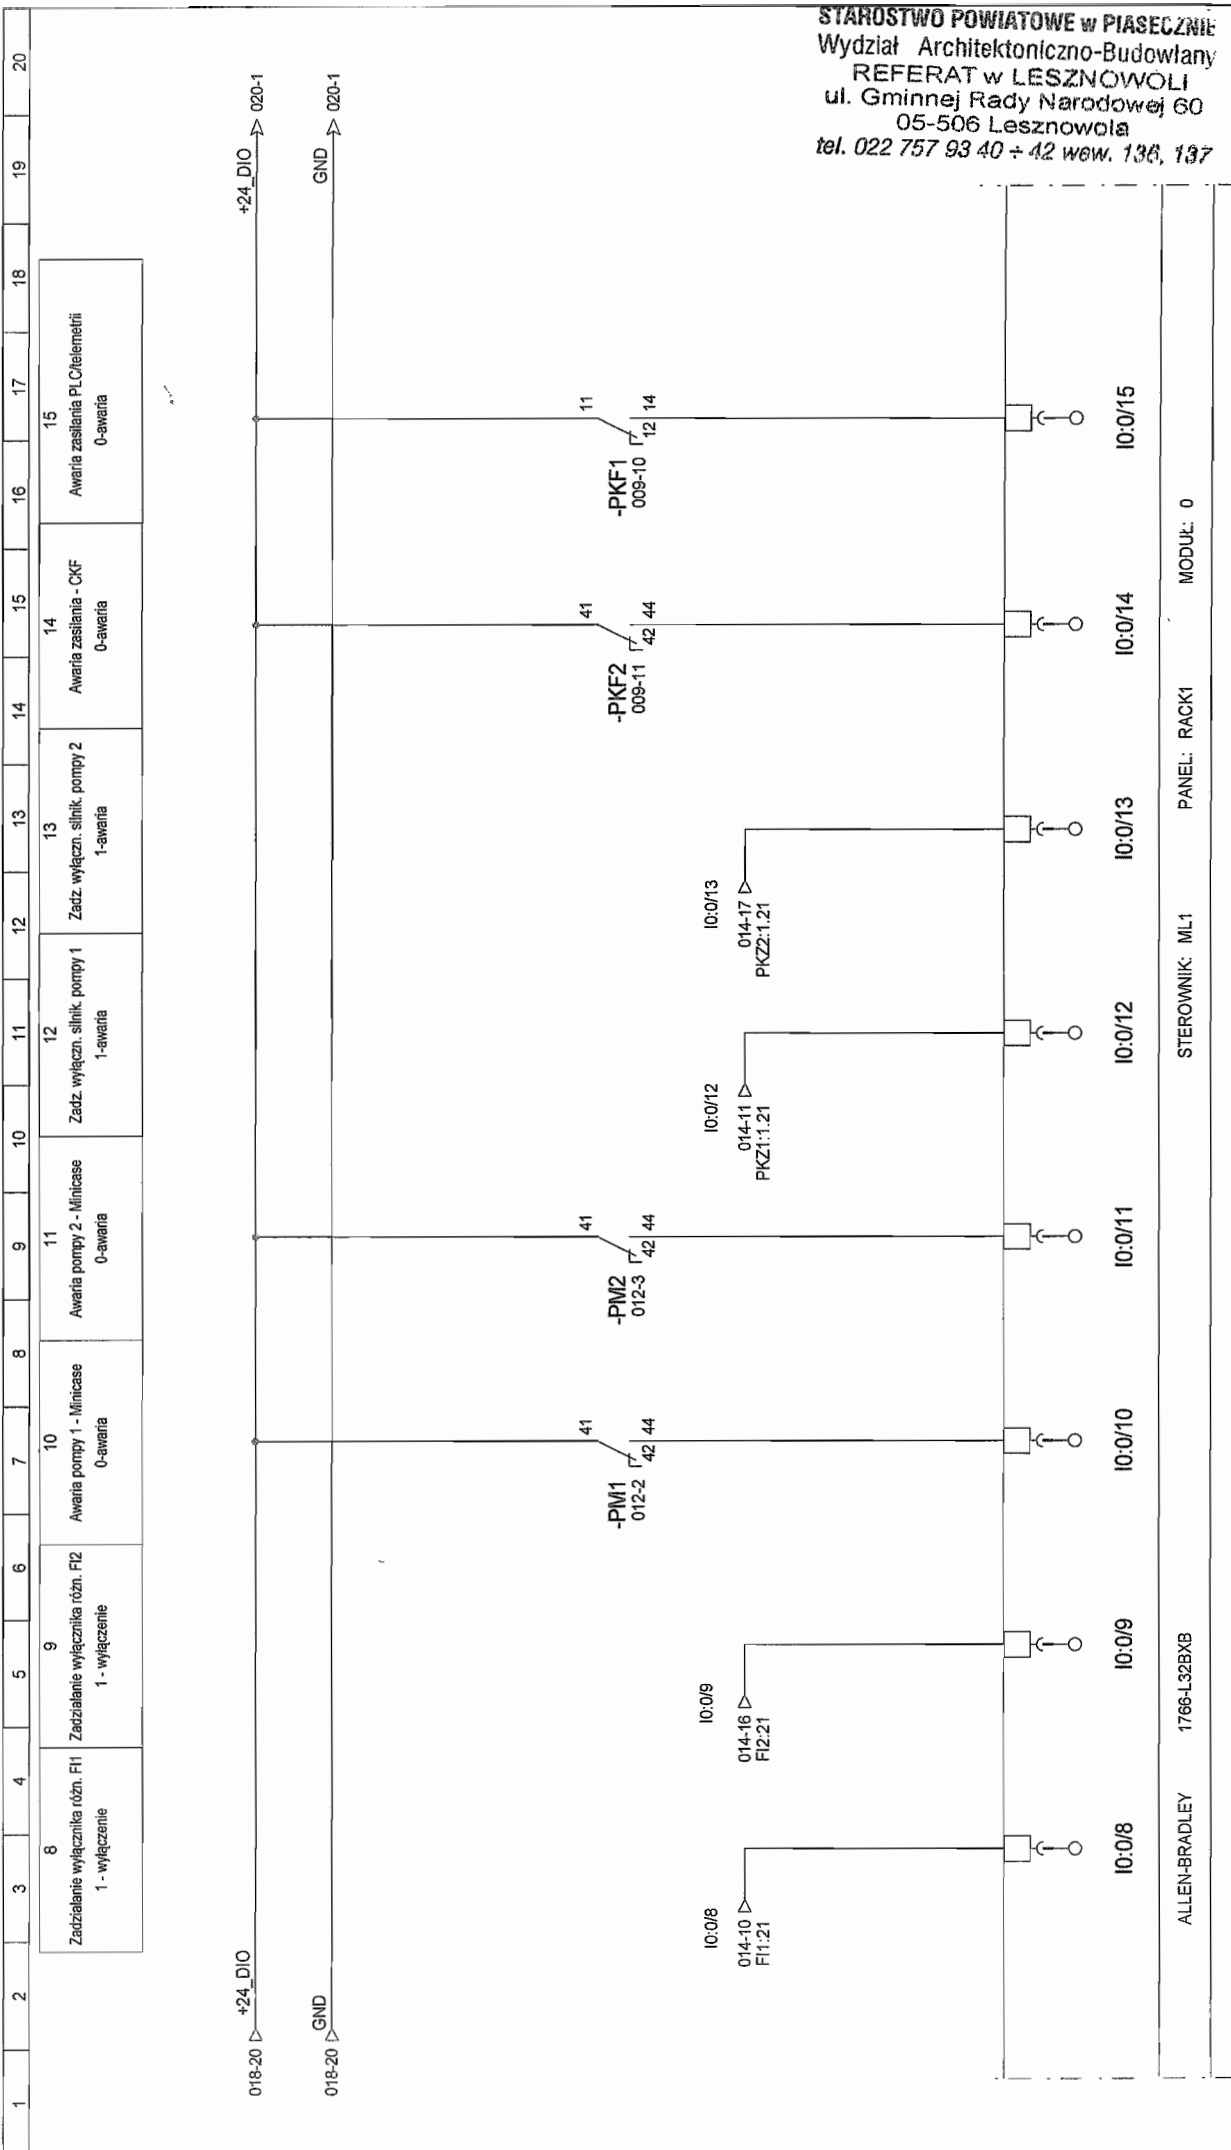 STAROSTWO POWIATOWE w PIASECZNIE
Wydział Architektoniczno-Budowlany
REFERAT w LESZNOWOLI
ul. Gminnej Rady Narodowej 60
05-506 Lesznowola
tel. 022 757 93 40 ÷ 42 wew. 136, 137
1 2 3 4 5 6 7 8 9 10 11 12 13 14 15 16 17 18 19 20
8
Zadziałanie wyłącznika różn. FI1
1 - wyłączenie
9
Zadziałanie wyłącznika różn. FI2
1 - wyłączenie
10
Awaria pompy 1 - Minicase
0-awaria
11
Awaria pompy 2 - Minicase
0-awaria
12
Zadz. wyłączn. silnik. pompy 1
1-awaria
13
Zadz. wyłączn. silnik. pompy 2
1-awaria
14
Awaria zasilania - CKF
0-awaria
15
Awaria zasilania PLC/telemetrii
0-awaria
018-20 +24_DIO
+24_DIO 020-1
018-20 GND
GND 020-1
I0:0/8
014-10
FI1:21
I0:0/9
014-16
FI2:21
-PM1
012-2
41
42 44
-PM2
012-3
41
42 44
I0:0/12
014-11
PKZ1:1.21
I0:0/13
014-17
PKZ2:1.21
-PKF2
009-11
41
42 44
-PKF1
009-10
11
12 14
I0:0/8 I0:0/9 I0:0/10 I0:0/11 I0:0/12 I0:0/13 I0:0/14 I0:0/15
ALLEN-BRADLEY 1766-L32BXB STEROWNIK: ML1 PANEL: RACK1 MODUŁ: 0